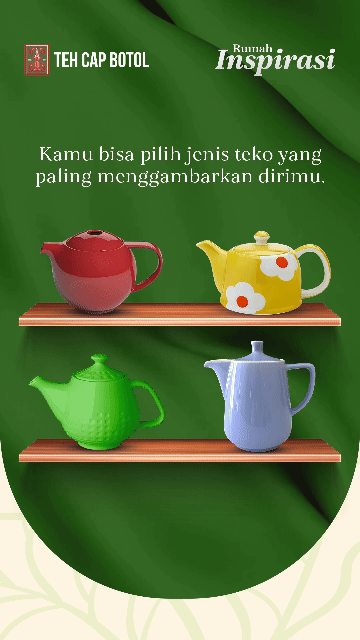 TEH CAP BOTOL
Rumah
Inspirasi
Kamu bisa pilih jenis teko yang
paling menggambarkan dirimu.